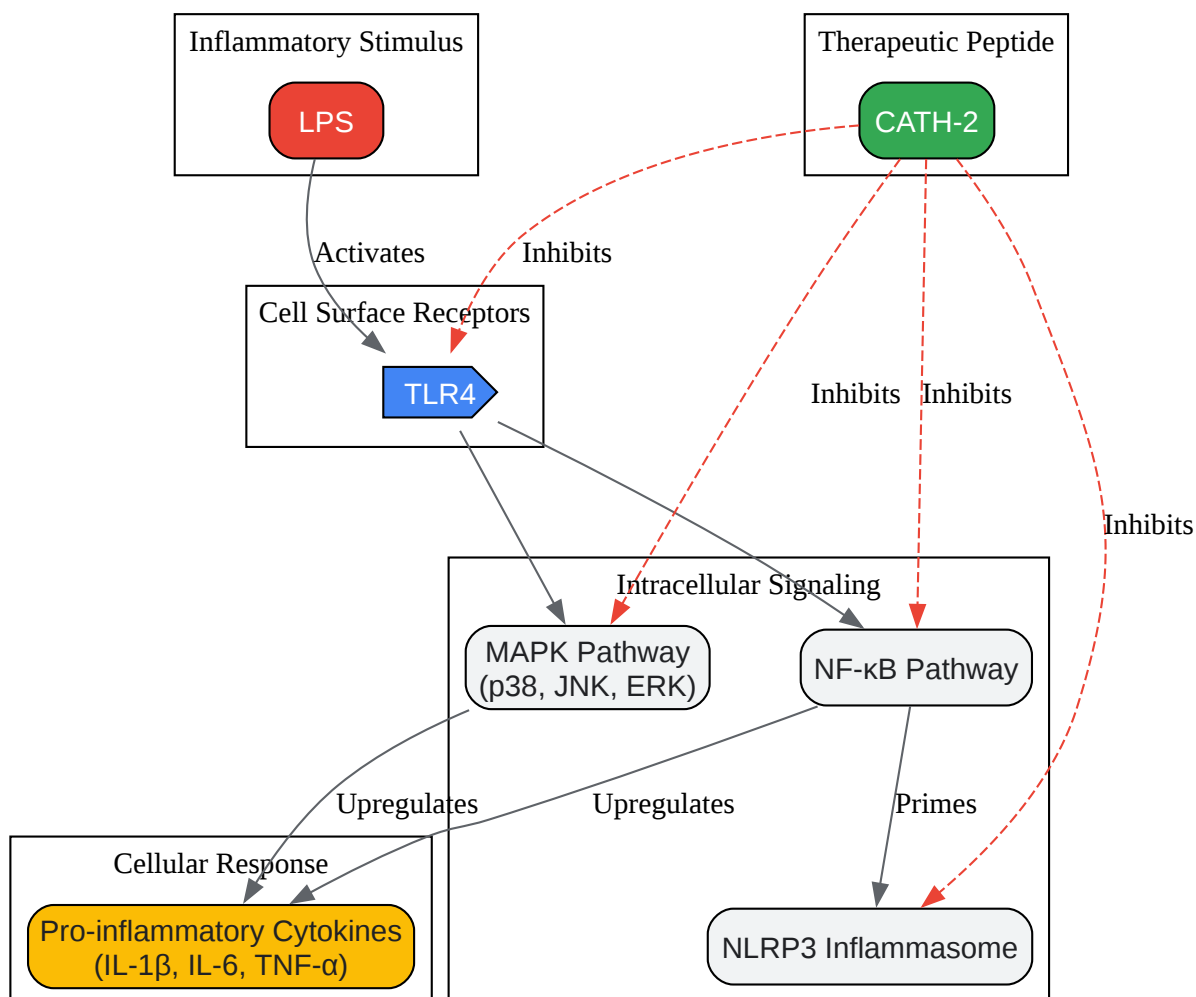 Inflammatory Stimulus
Therapeutic Peptide
LPS
CATH-2
Activates
Inhibits
Cell Surface Receptors
TLR4
Inhibits
Inhibits
Inhibits
Intracellular Signaling
MAPK Pathway
(p38, JNK, ERK)
NF-κB Pathway
Upregulates
Upregulates
Primes
Cellular Response
Pro-inflammatory Cytokines
(IL-1β, IL-6, TNF-α)
NLRP3 Inflammasome